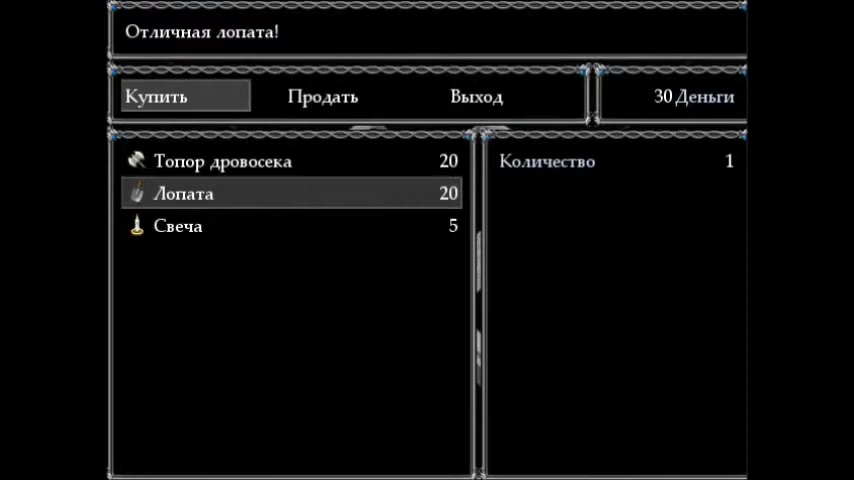 Отличная лопата!
Купить Продать Выход 30 Деньги
Топор дровосека 20 Количество 1
Лопата 20
Свеча 5